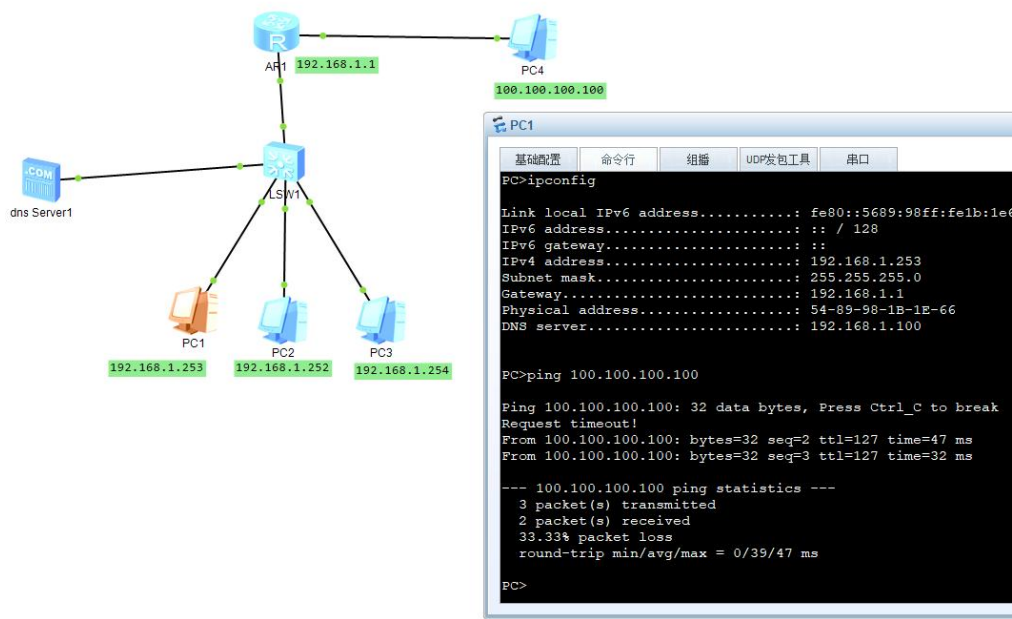 R
AR1
192.168.1.1
PC4
100.100.100.100
.COM
dns Server1
LSW1
PC1
192.168.1.253
PC2
192.168.1.252
PC3
192.168.1.254
PC1
基础配置 命令行 组播 UDP发包工具 串口
PC>ipconfig
Link local IPv6 address...........: fe80::5689:98ff:fe1b:1e6
IPv6 address......................: :: / 128
IPv6 gateway......................: ::
IPv4 address......................: 192.168.1.253
Subnet mask.......................: 255.255.255.0
Gateway...........................: 192.168.1.1
Physical address..................: 54-89-98-1B-1E-66
DNS server........................: 192.168.1.100
PC>ping 100.100.100.100
Ping 100.100.100.100: 32 data bytes, Press Ctrl_C to break
Request timeout!
From 100.100.100.100: bytes=32 seq=2 ttl=127 time=47 ms
From 100.100.100.100: bytes=32 seq=3 ttl=127 time=32 ms
--- 100.100.100.100 ping statistics ---
3 packet(s) transmitted
2 packet(s) received
33.33% packet loss
round-trip min/avg/max = 0/39/47 ms
PC>